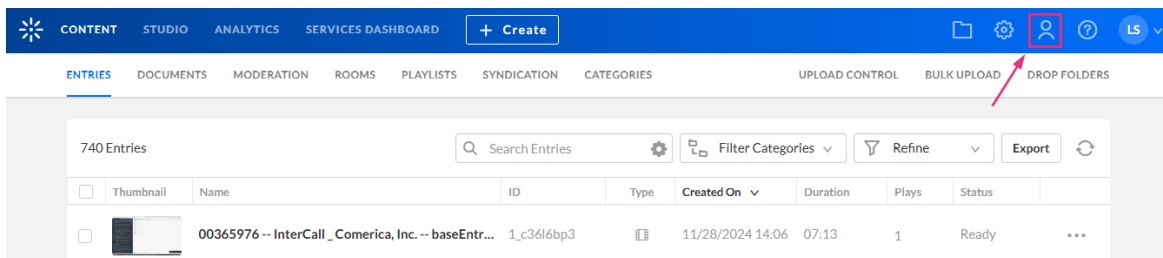 CONTENT STUDIO ANALYTICS SERVICES DASHBOARD + Create ? LS
ENTRIES DOCUMENTS MODERATION ROOMS PLAYLISTS SYNDICATION CATEGORIES UPLOAD CONTROL BULK UPLOAD DROP FOLDERS
740 Entries Search Entries Filter Categories Refine Export
Thumbnail Name ID Type Created On Duration Plays Status
00365976 -- InterCall _ Comerica, Inc. -- baseEntr... 1_c36l6bp3 11/28/2024 14:06 07:13 1 Ready